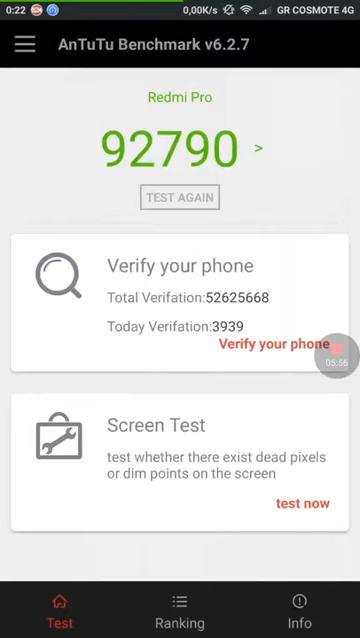 0:22 0,00K/s GR COSMOTE 4G
AnTuTu Benchmark v6.2.7
Redmi Pro
92790 >
TEST AGAIN
Verify your phone
Total Verifation:52625668
Today Verifation:3939
Verify your phone
05:56
Screen Test
test whether there exist dead pixels
or dim points on the screen
test now
Test Ranking Info